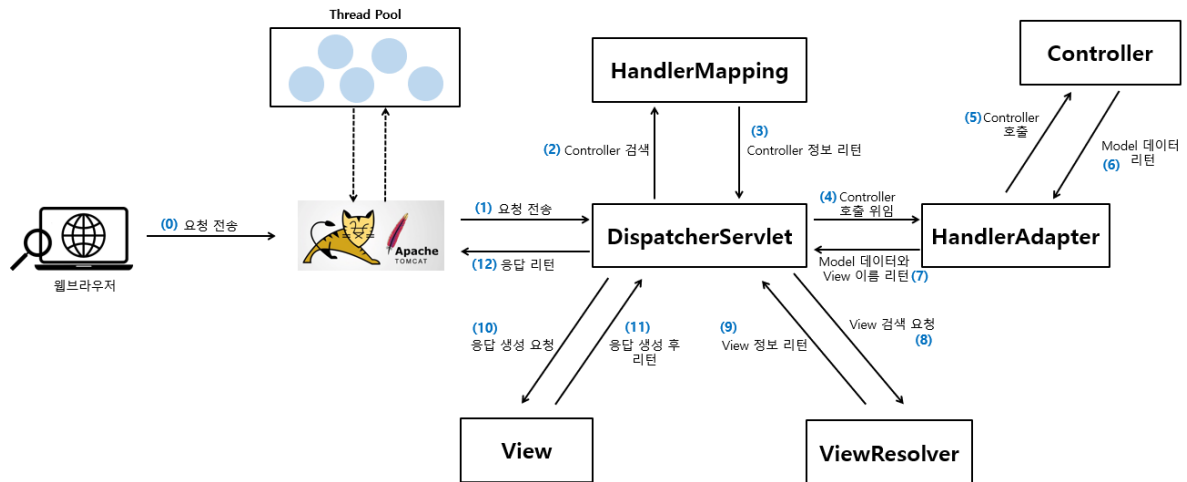 Thread Pool
HandlerMapping
Controller
(5) Controller
호출
(2) Controller 검색
(3)
Controller 정보 리턴
Model 데이터
(6) 리턴
(0) 요청 전송
(1) 요청 전송
(4) Controller
호출 위임
Apache
TOMCAT
DispatcherServlet
HandlerAdapter
(12) 응답 리턴
Model 데이터와
View 이름 리턴 (7)
웹브라우저
(10)
응답 생성 요청
(11)
응답 생성 후
리턴
(9)
View 정보 리턴
View 검색 요청
(8)
View
ViewResolver